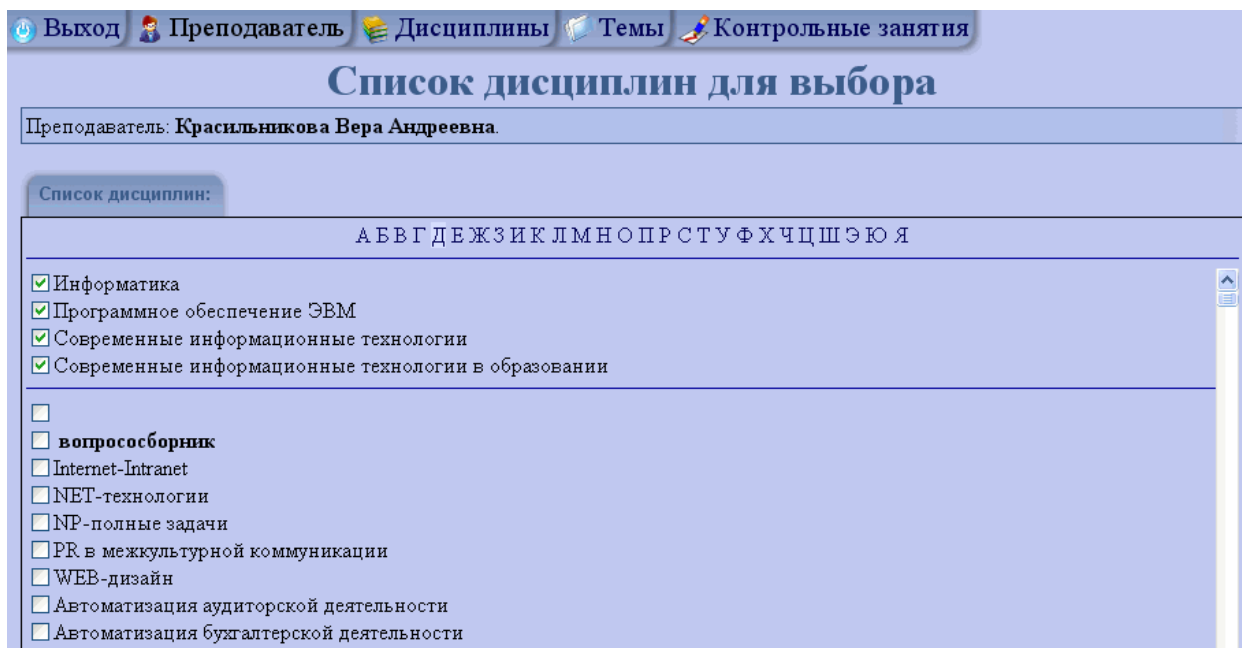 Выход Преподаватель Дисциплины Темы Контрольные занятия
Список дисциплин для выбора
Преподаватель: Красильникова Вера Андреевна.
Список дисциплин:
А Б В Г Д Е Ж З И К Л М Н О П Р С Т У Ф Х Ч Ц Ш Э Ю Я
Информатика
Программное обеспечение ЭВМ
Современные информационные технологии
Современные информационные технологии в образовании
вопрососборник
Internet-Intranet
NET-технологии
NP-полные задачи
PR в межкультурной коммуникации
WEB-дизайн
Автоматизация аудиторской деятельности
Автоматизация бухгалтерской деятельности